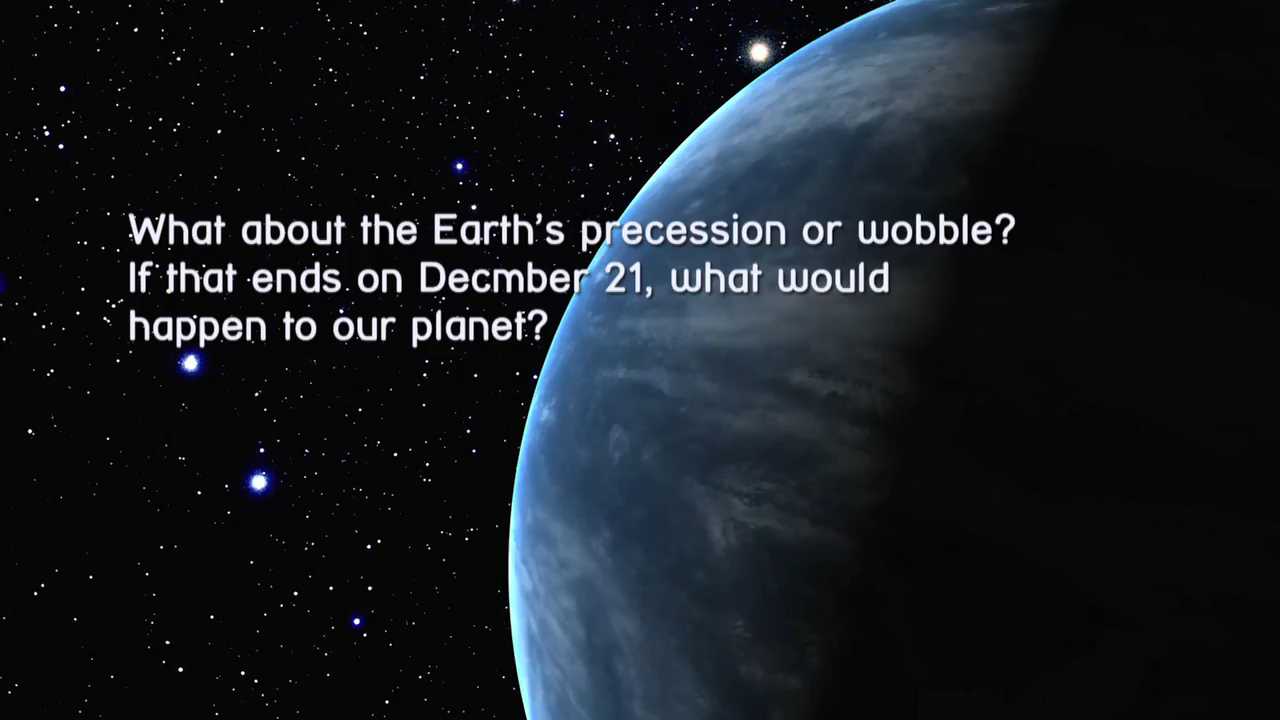 What about the Earth's precession or wobble?
If that ends on Decmber 21, what would
happen to our planet?